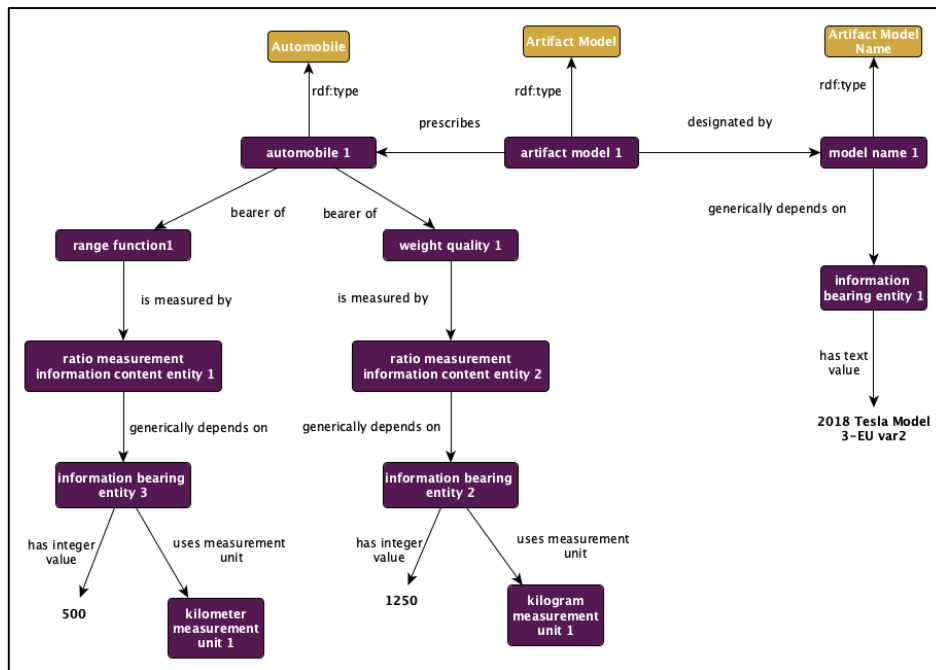 Automobile
Artifact Model
Artifact Model
Name
rdf:type
rdf:type
rdf:type
prescribes
designated by
automobile 1
artifact model 1
model name 1
bearer of
bearer of
generically depends on
range function1
weight quality 1
information
bearing entity 1
is measured by
is measured by
ratio measurement
information content entity 1
ratio measurement
information content entity 2
has text
value
generically depends on
generically depends on
2018 Tesla Model
3-EU var2
information bearing
entity 3
information bearing
entity 2
has integer
value
uses measurement
unit
has integer
value
uses measurement
unit
500
kilometer
measurement
unit 1
1250
kilogram
measurement
unit 1